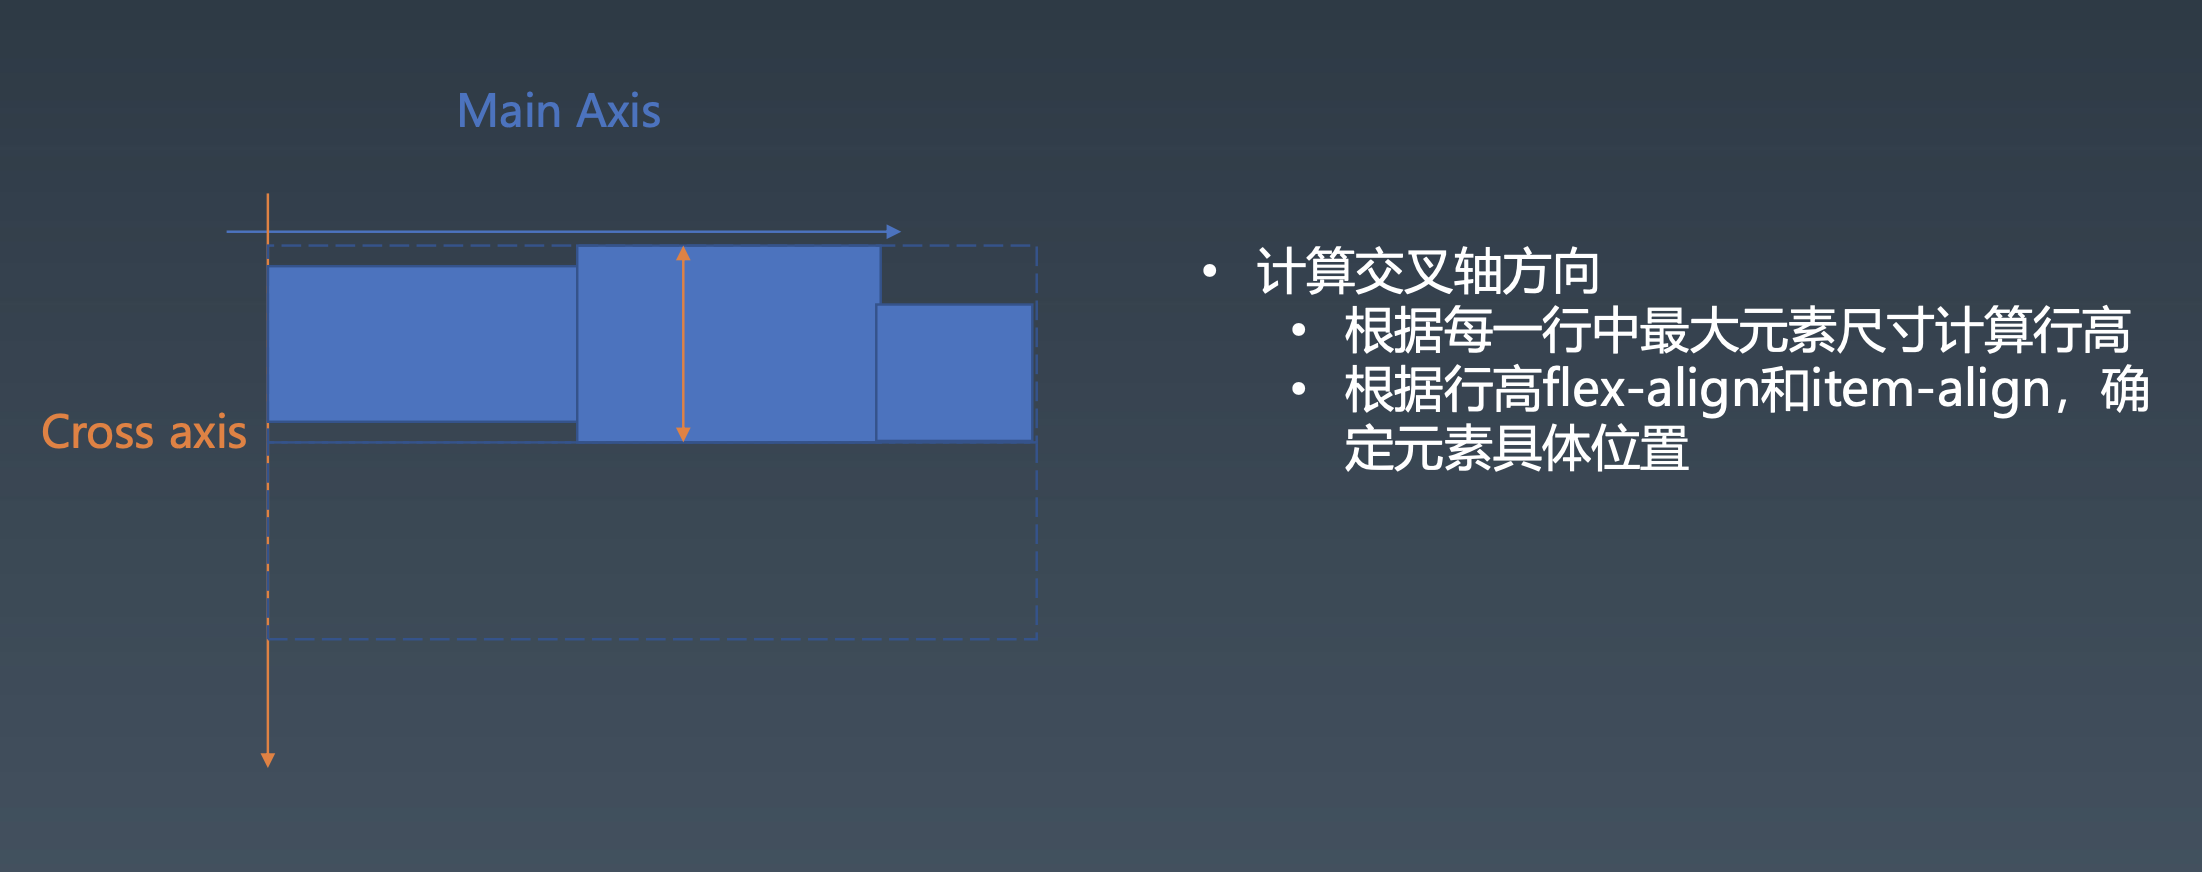 Main Axis
Cross axis
计算交叉轴方向
根据每一行中最大元素尺寸计算行高
根据行高flex-align和item-align，确
定元素具体位置